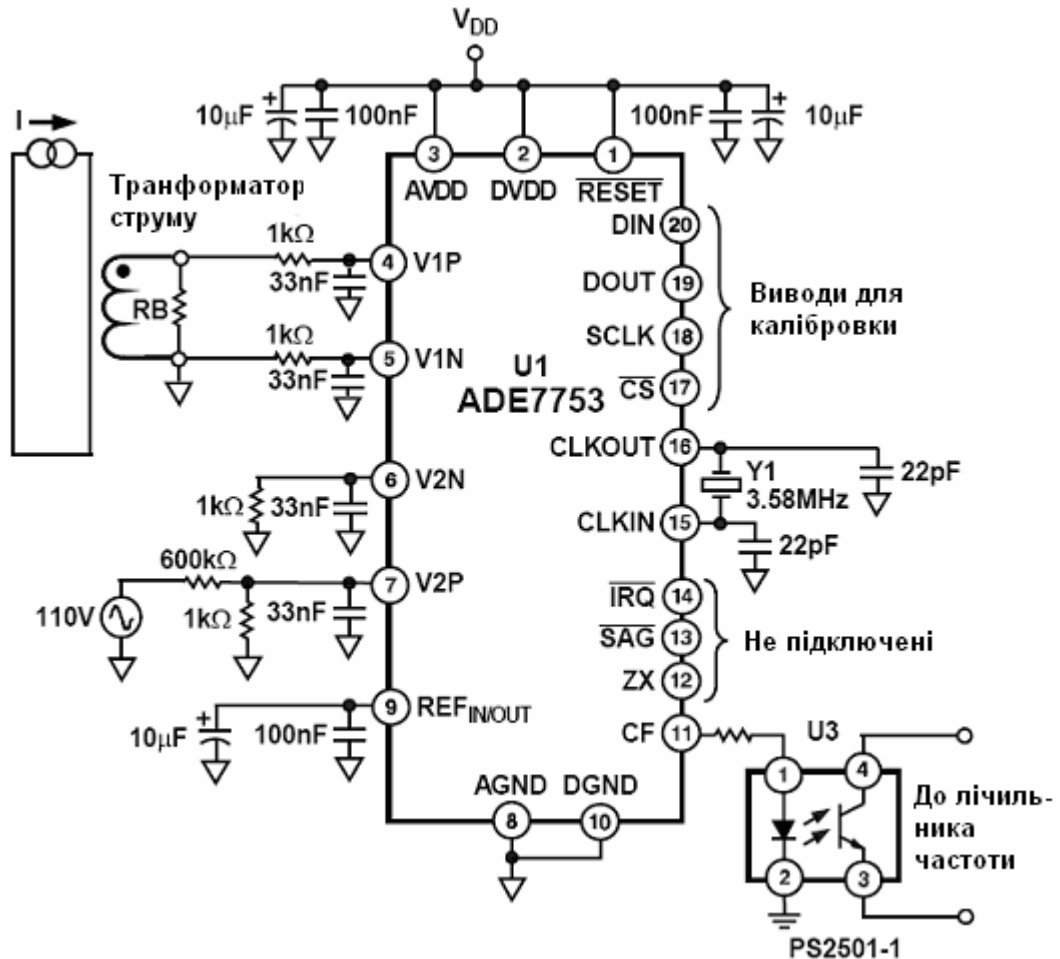 VDD
10μF
100nF
100nF
10μF
I
3
2
1
AVDD
DVDD
RESET
Транформатор
струму
1kΩ
33nF
4
V1P
RB
1kΩ
33nF
5
V1N
U1
ADE7753
DIN
20
DOUT
19
SCLK
18
CS
17
Виводи для
калібровки
CLKOUT
16
22pF
Y1
3.58MHz
CLKIN
15
22pF
6
V2N
1kΩ
33nF
600kΩ
7
V2P
110V
1kΩ
33nF
IRQ
14
SAG
13
ZX
12
Не підключені
9
REFIN/OUT
10μF
100nF
CF
11
U3
AGND
DGND
8
10
1
4
2
3
До лічиль-
ника
частоти
PS2501-1